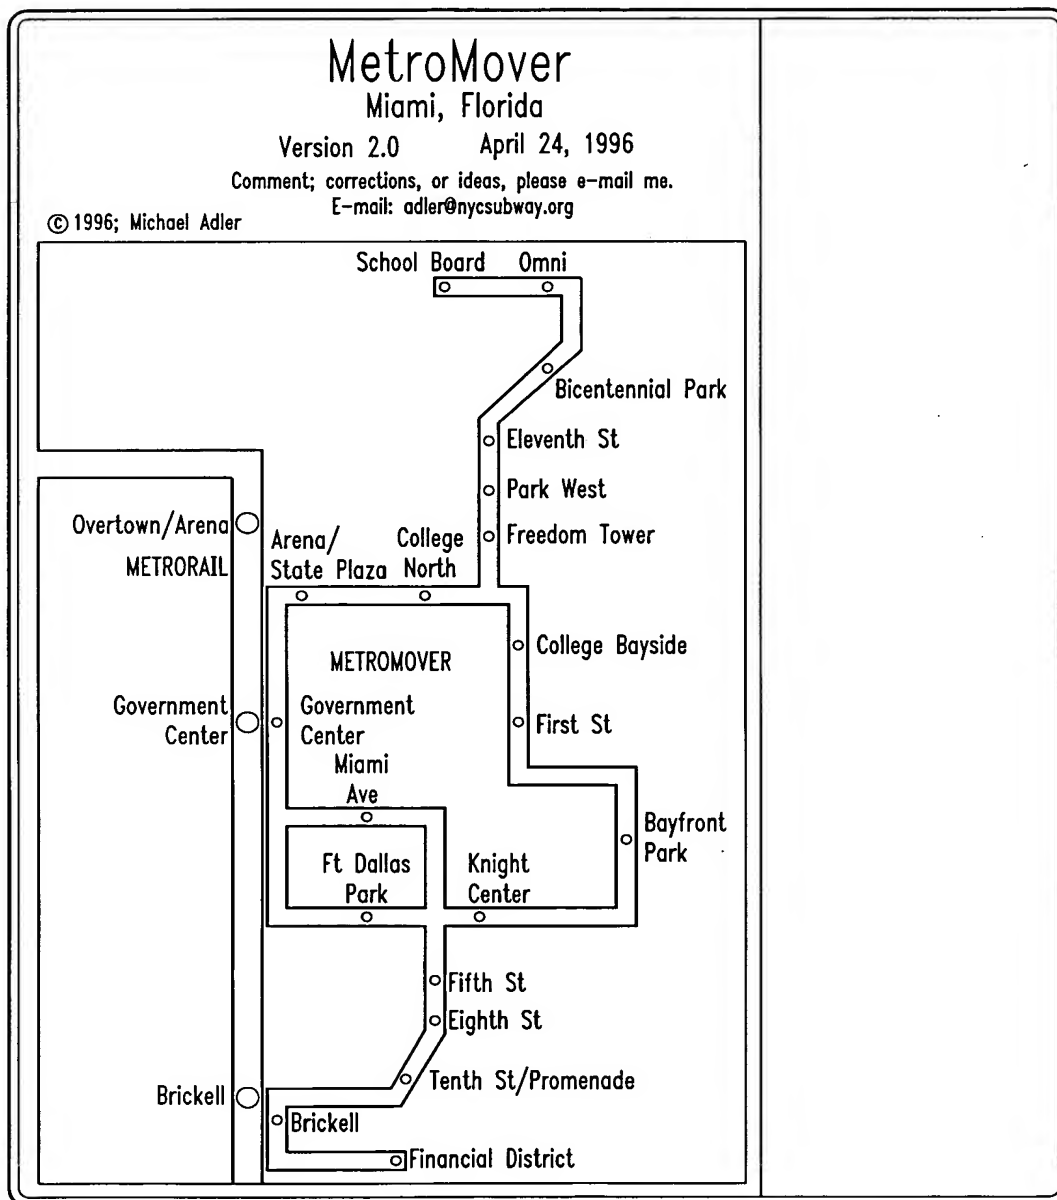 MetroMover
Miami, Florida
Version 2.0 April 24, 1996
Comment; corrections, or ideas, please e-mail me.
E-mail: adler@nycsubway.org
© 1996; Michael Adler
School Board Omni
Bicentennial Park
Eleventh St
Park West
Overtown/Arena
METRORAIL
Arena/
State Plaza
College
North
Freedom Tower
METROMOVER
College Bayside
Government
Center
Government
Center
First St
Miami
Ave
Bayfront
Park
Ft Dallas
Park
Knight
Center
Fifth St
Eighth St
Tenth St/Promenade
Brickell
Brickell
Financial District